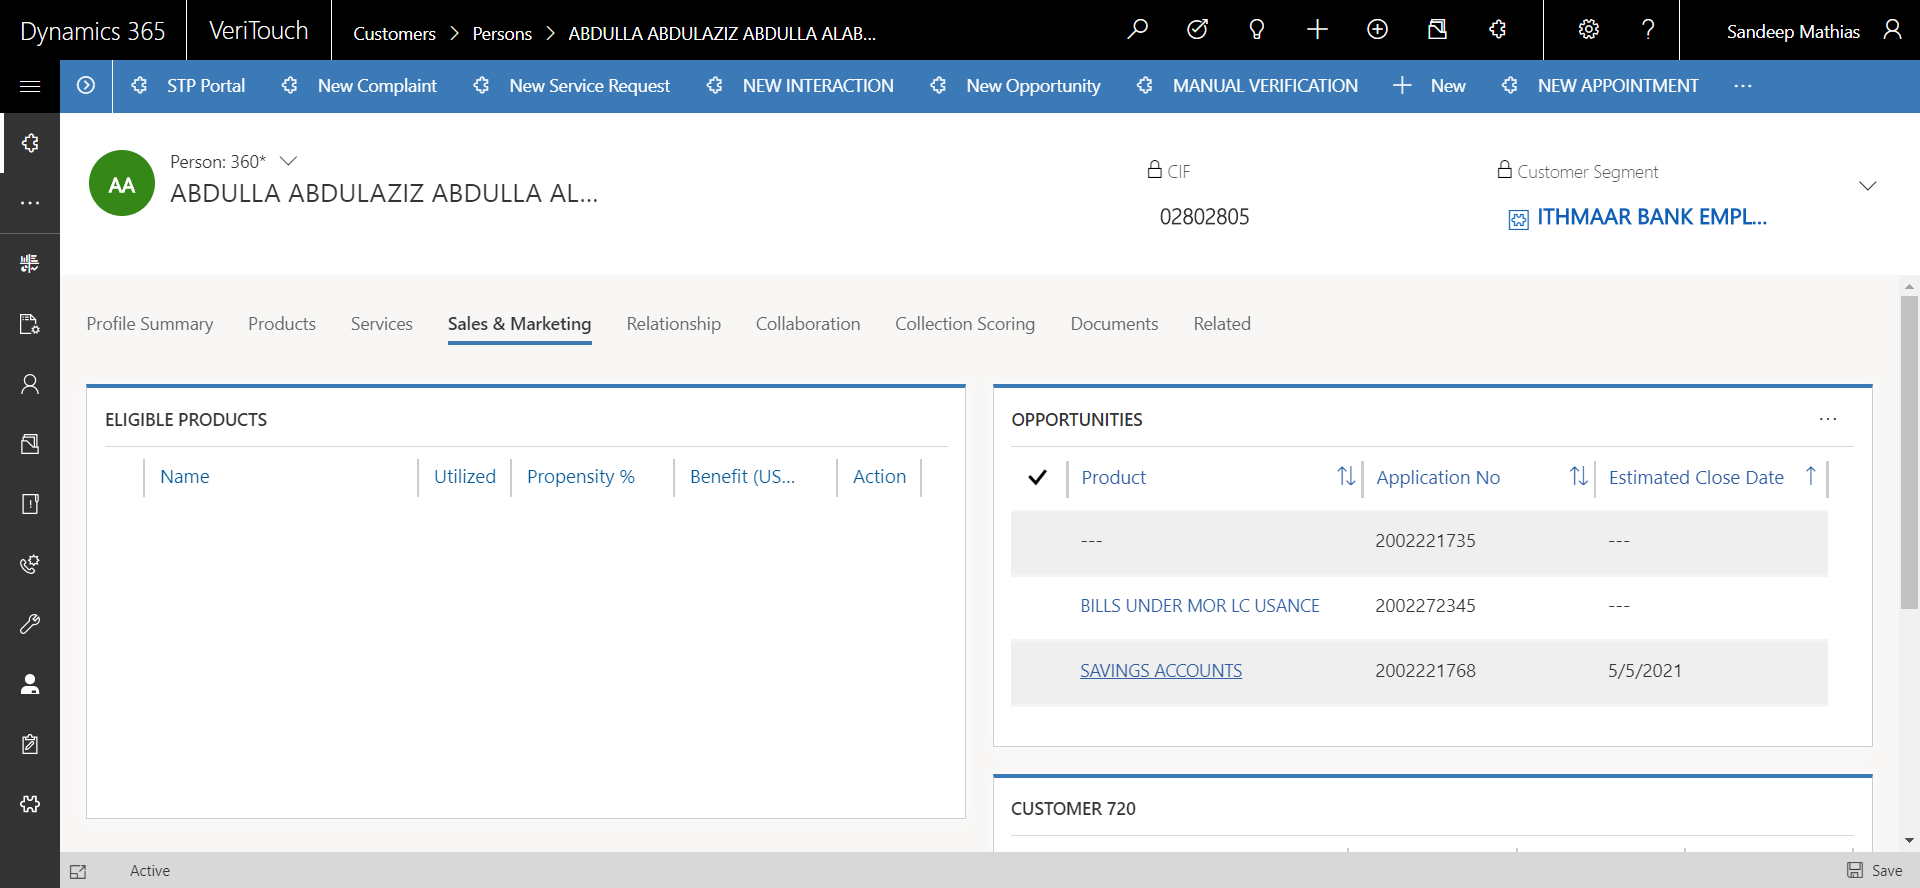 Dynamics 365
VeriTouch
Customers > Persons > ABDULLA ABDULAZIZ ABDULLA ALAB...
Sandeep Mathias
STP Portal
New Complaint
New Service Request
NEW INTERACTION
New Opportunity
MANUAL VERIFICATION
New
NEW APPOINTMENT
...
AA
Person: 360*
ABDULLA ABDULAZIZ ABDULLA AL...
CIF
02802805
Customer Segment
ITHMAAR BANK EMPL...
Profile Summary
Products
Services
Sales & Marketing
Relationship
Collaboration
Collection Scoring
Documents
Related
ELIGIBLE PRODUCTS
Name Utilized Propensity % Benefit (US... Action
OPPORTUNITIES
...
Product Application No Estimated Close Date
--- 2002221735 ---
BILLS UNDER MOR LC USANCE 2002272345 ---
SAVINGS ACCOUNTS 2002221768 5/5/2021
CUSTOMER 720
Active
Save